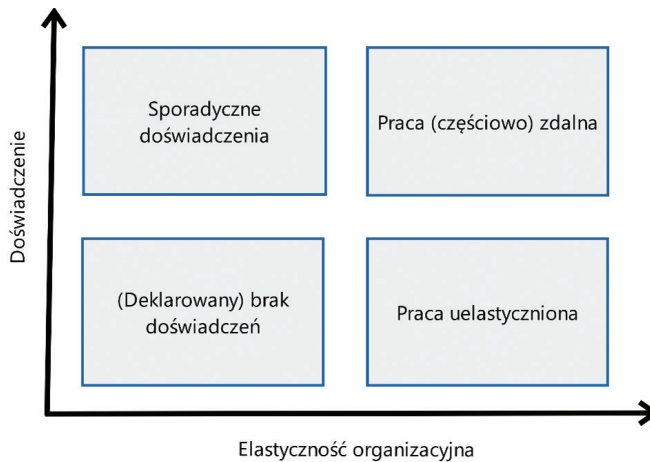 Doświadczenie
Sporadyczne
doświadczenia
Praca (częściowo) zdalna
(Deklarowany) brak
doświadczeń
Praca uelastyczniona
Elastyczność organizacyjna